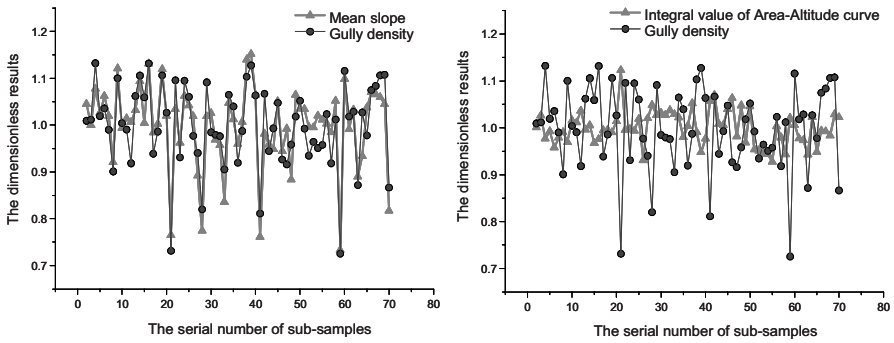 Mean slope
Gully density
The dimensionless results
1.2
1.1
1.0
0.9
0.8
0.7
0 10 20 30 40 50 60 70 80
The serial number of sub-samples
Integral value of Area-Altitude curve
Gully density
The dimensionless results
1.2
1.1
1.0
0.9
0.8
0.7
0 10 20 30 40 50 60 70 80
The serial number of sub-samples